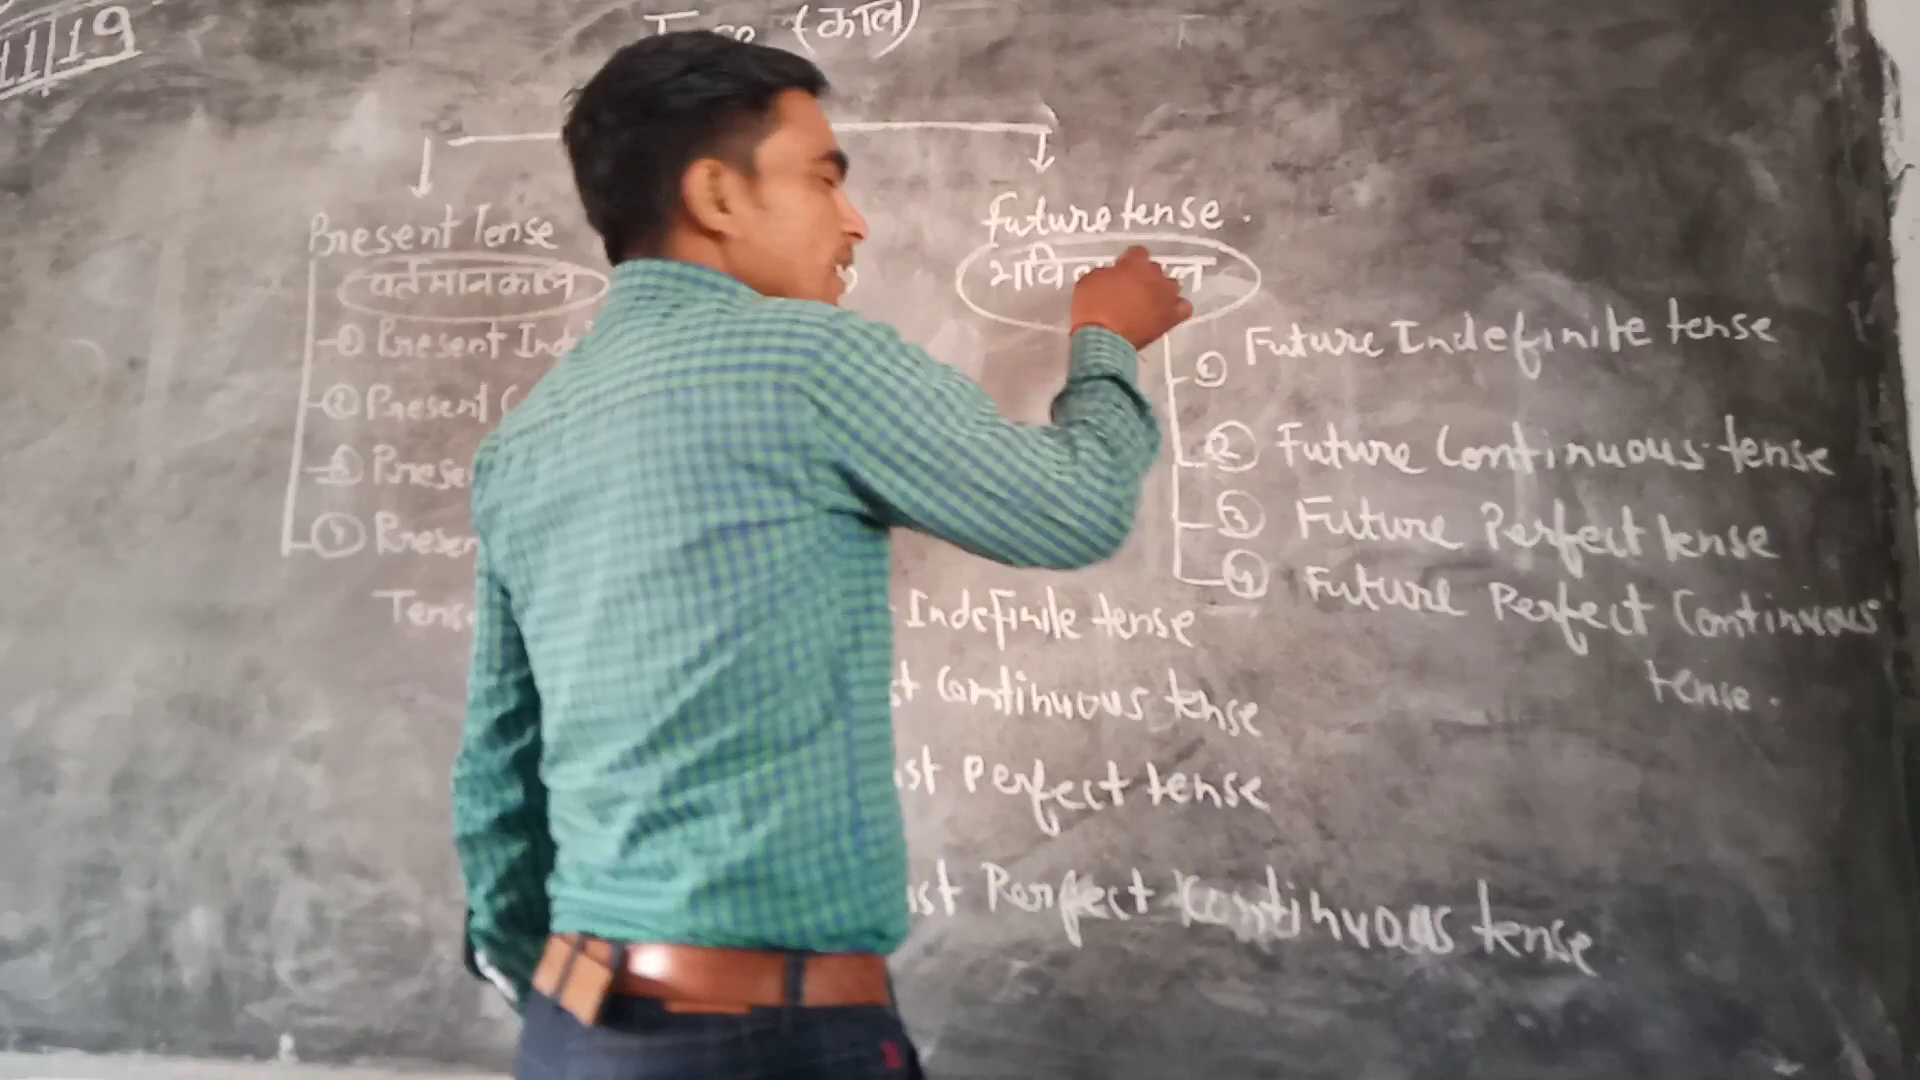 11/19
(काल)
Present Tense
वर्तमानकाल
① Present
② Present
③
④
Tense
Future tense.
① Future Indefinite tense
② Future Continuous tense
③ Future Perfect tense
④ Future Perfect Continuous
tense.
Indefinite tense
Continuous tense
Perfect tense
Perfect Continuous tense